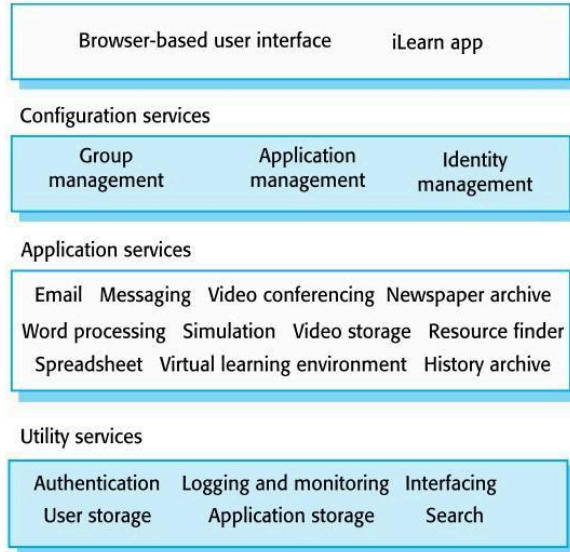 Browser-based user interface iLearn app
Configuration services
Group management Application management Identity management
Application services
Email Messaging Video conferencing Newspaper archive
Word processing Simulation Video storage Resource finder
Spreadsheet Virtual learning environment History archive
Utility services
Authentication Logging and monitoring Interfacing
User storage Application storage Search